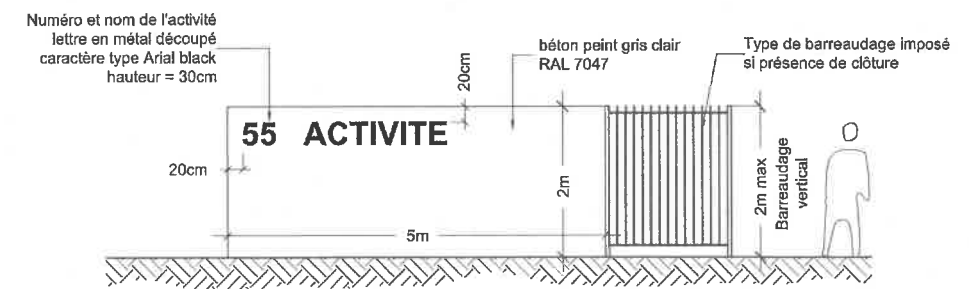 Numéro et nom de l'activité
lettre en métal découpé
caractère type Arial black
hauteur = 30cm
20cm
béton peint gris clair
RAL 7047
Type de barreaudage imposé
si présence de clôture
55 ACTIVITE
20cm
2m
2m max
Barreaudage
vertical
5m